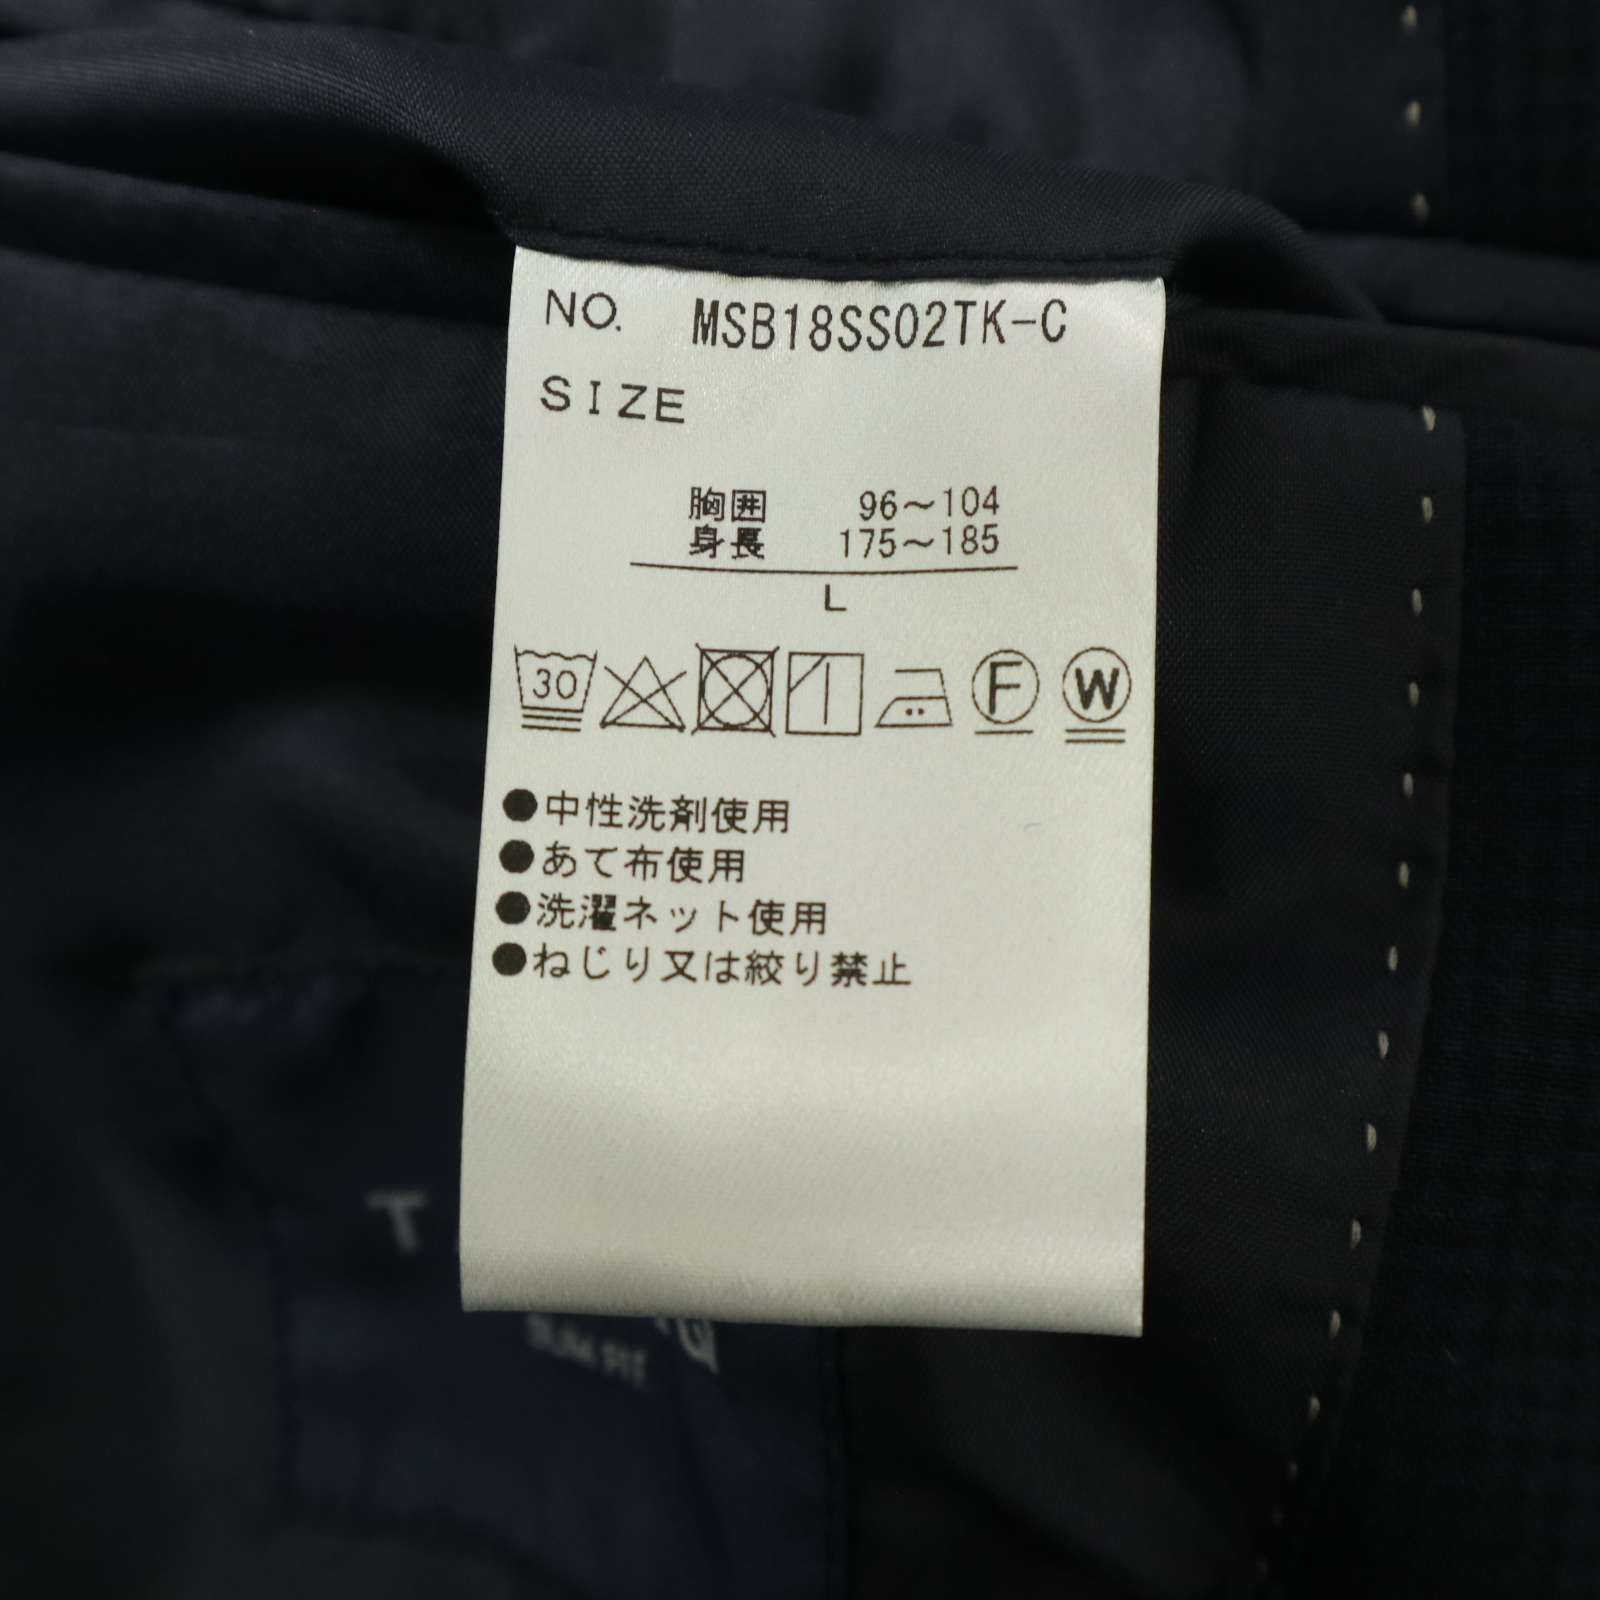 NO. MSB18SS02TK-C
SIZE
胸囲 96～104
身長 175～185
L
30
F
W
●中性洗剤使用
●あて布使用
●洗濯ネット使用
●ねじり又は絞り禁止
T
SLIM FIT